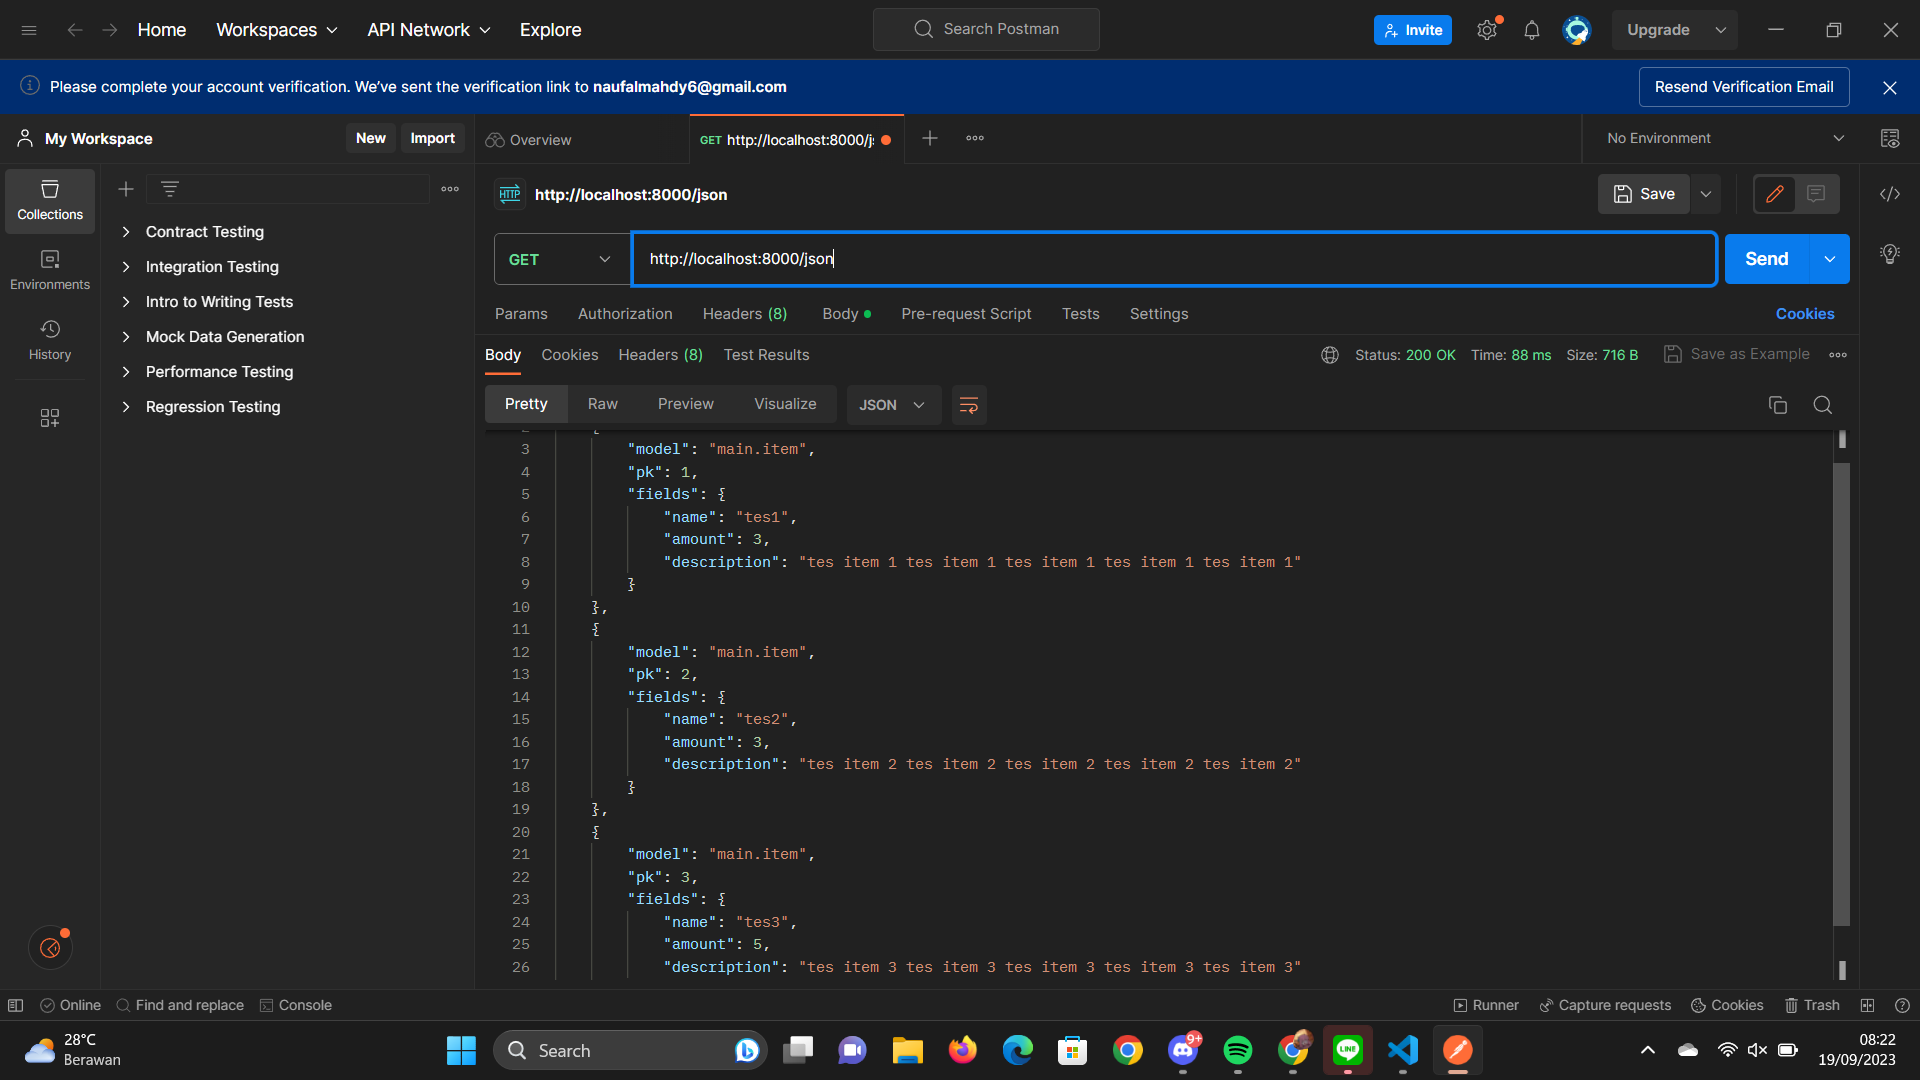 Home Workspaces API Network Explore Search Postman Invite Upgrade
Please complete your account verification. We've sent the verification link to naufalmahdy6@gmail.com Resend Verification Email
My Workspace New Import Overview GET http://localhost:8000/j No Environment
http://localhost:8000/json Save
Collections
Environments
History
Contract Testing
Integration Testing
Intro to Writing Tests
Mock Data Generation
Performance Testing
Regression Testing
GET http://localhost:8000/json Send
Params Authorization Headers (8) Body Pre-request Script Tests Settings Cookies
Body Cookies Headers (8) Test Results Status: 200 OK Time: 88 ms Size: 716 B Save as Example
Pretty Raw Preview Visualize JSON
3 "model": "main.item",
4 "pk": 1,
5 "fields": {
6 "name": "tes1",
7 "amount": 3,
8 "description": "tes item 1 tes item 1 tes item 1 tes item 1 tes item 1"
9 }
10 },
11 {
12 "model": "main.item",
13 "pk": 2,
14 "fields": {
15 "name": "tes2",
16 "amount": 3,
17 "description": "tes item 2 tes item 2 tes item 2 tes item 2 tes item 2"
18 }
19 },
20 {
21 "model": "main.item",
22 "pk": 3,
23 "fields": {
24 "name": "tes3",
25 "amount": 5,
26 "description": "tes item 3 tes item 3 tes item 3 tes item 3 tes item 3"
Online Find and replace Console Runner Capture requests Cookies Trash
28°C
Berawan
Search
9+
LINE
08:22
19/09/2023